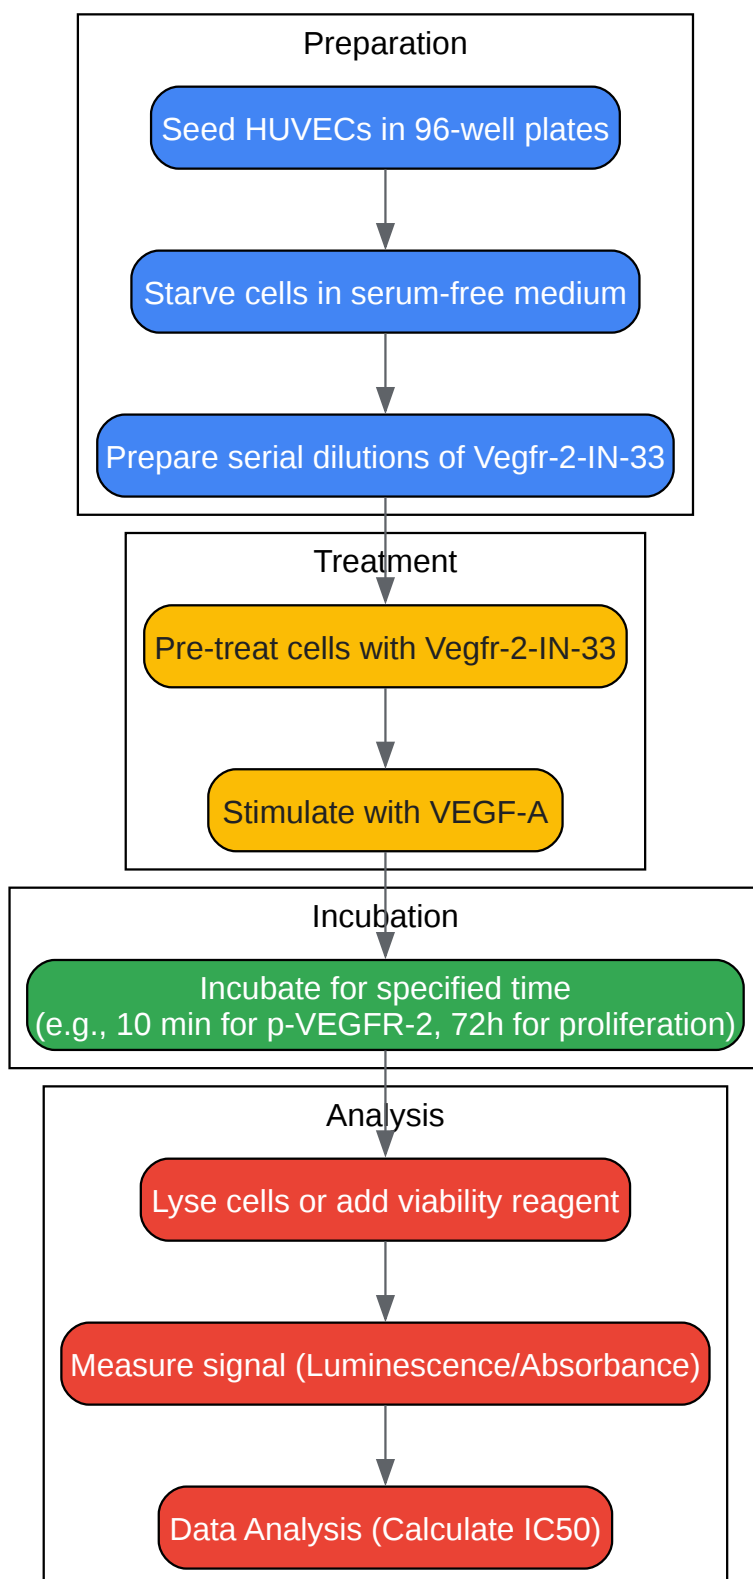 Preparation
Seed HUVECs in 96-well plates
Starve cells in serum-free medium
Prepare serial dilutions of Vegfr-2-IN-33
Treatment
Pre-treat cells with Vegfr-2-IN-33
Stimulate with VEGF-A
Incubation
Incubate for specified time
(e.g., 10 min for p-VEGFR-2, 72h for proliferation)
Analysis
Lyse cells or add viability reagent
Measure signal (Luminescence/Absorbance)
Data Analysis (Calculate IC50)